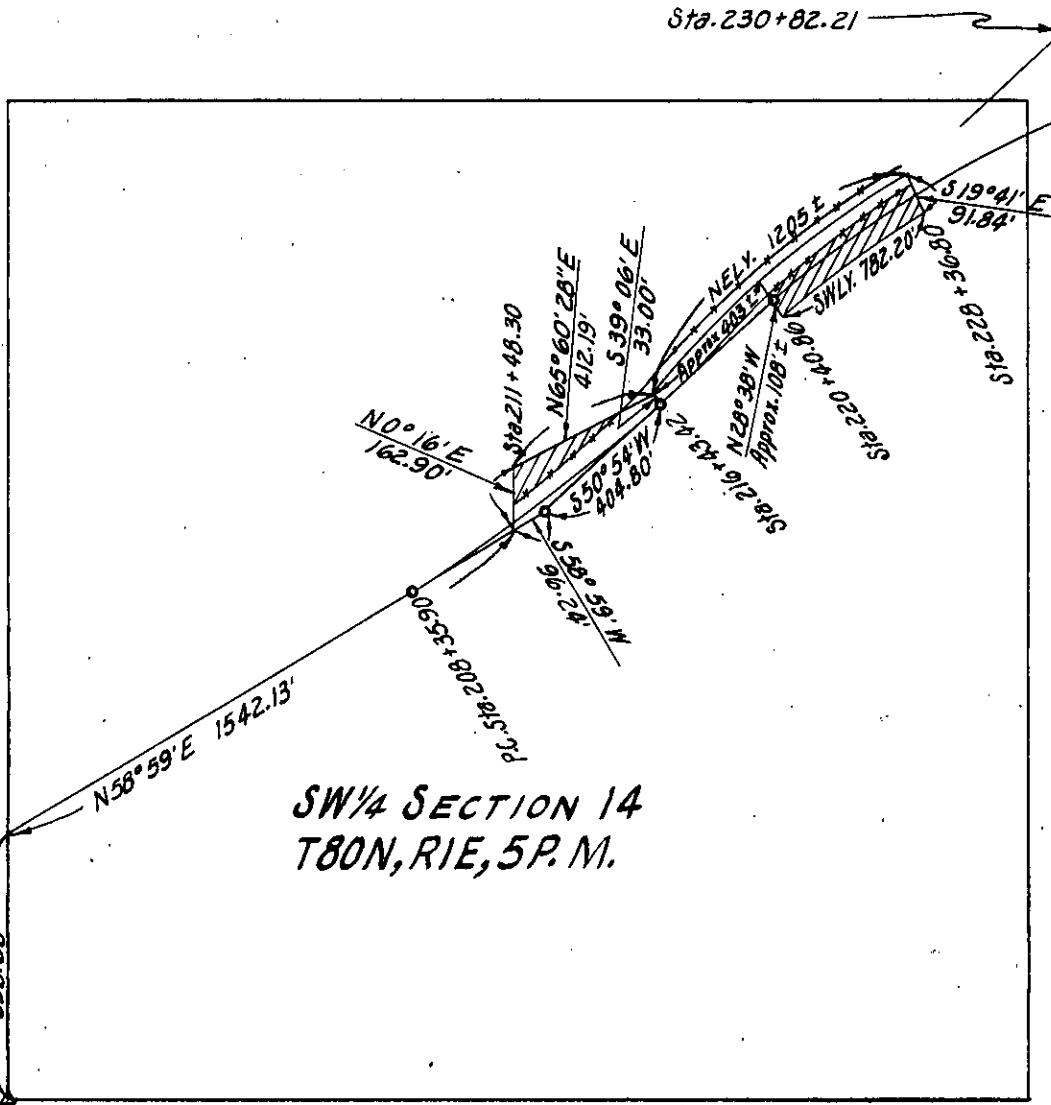 Sta.230+82.21
S19°41'E
91.84'
NELY. 1205±
SWLY. 782.20'
Sta.228+36.80
Approx 403±
S39°06'E
33.00'
N65°60'28"E
412.19'
Sta.211+48.30
N0°16'E
162.90'
N28°38'W
Approx.108'±
Sta.220+40.86
Sta.216+43.42
S50°54'W
404.80'
S58°59'W
42.96'
P.C.Sta.208+35.90
N58°59'E 1542.13'
SW¼ SECTION 14
T80N,R1E,5P.M.